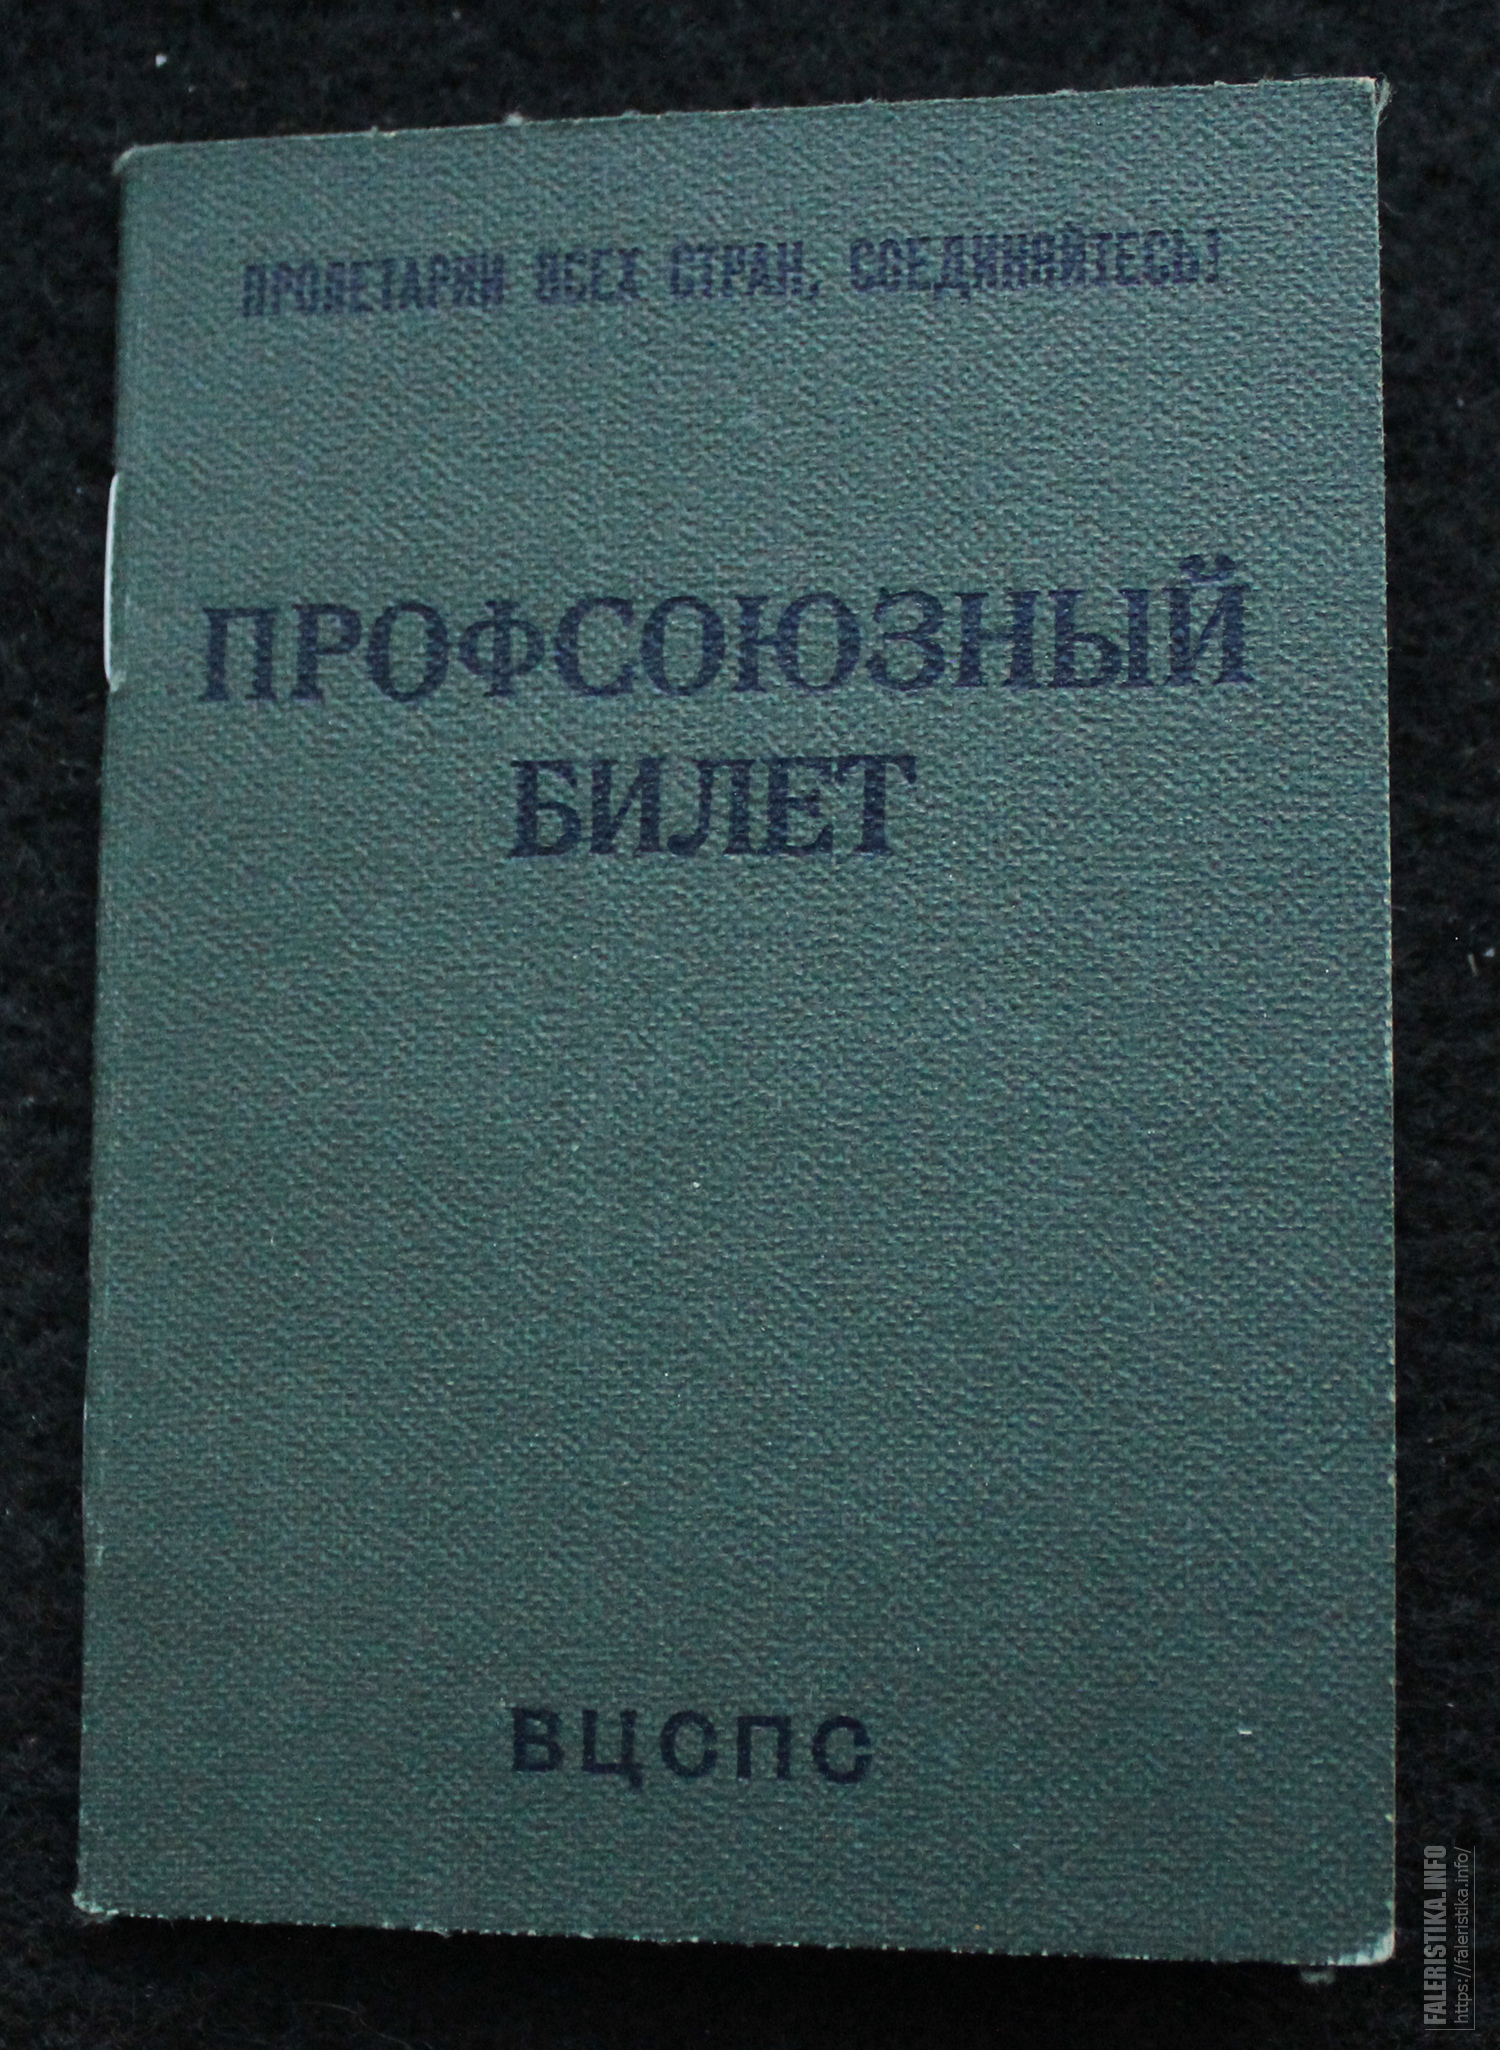 ПРОЛЕТАРИИ ВСЕХ СТРАН, СОЕДИНЯЙТЕСЬ!
ПРОФСОЮЗНЫЙ
БИЛЕТ
ВЦСПС
FALERISTIKA.INFO
https://faleristika.info/